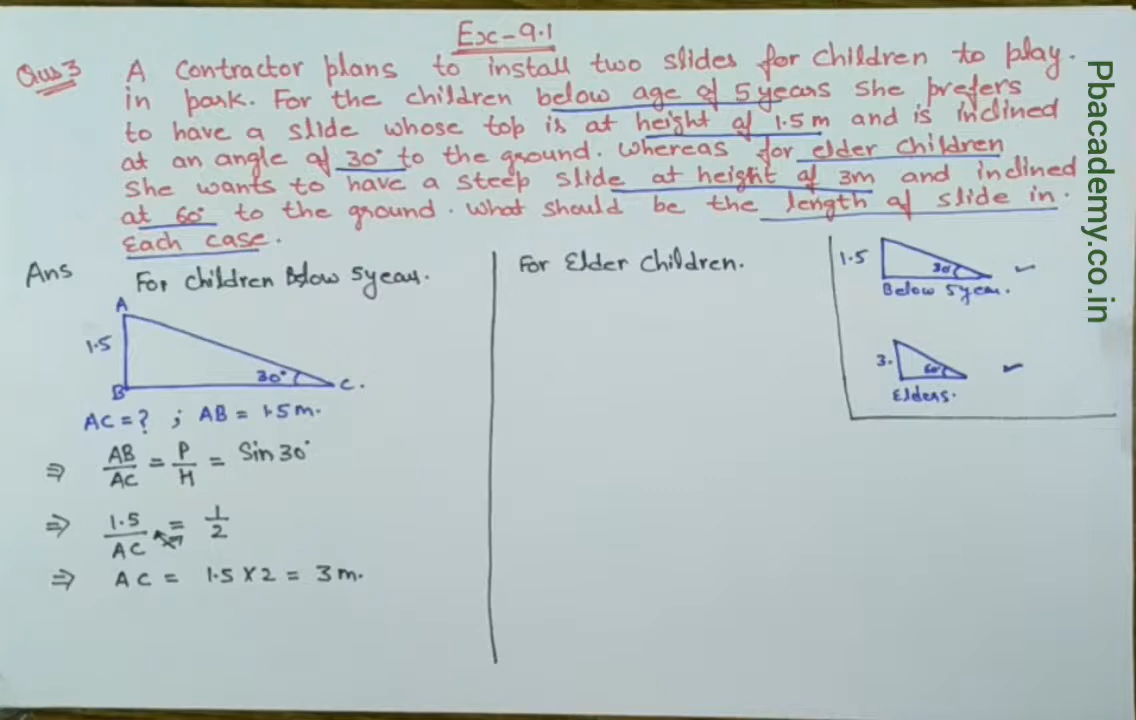 Ex-9.1
Ques 3 A contractor plans to install two slides for children to play.
in park. For the children below age of 5 years she prefers
to have a slide whose top is at height of 1.5 m and is inclined
at an angle of 30° to the ground. Whereas for elder children
she wants to have a steep slide at height of 3m and inclined
at 60° to the ground. What should be the length of slide in.
Each case.
Ans For children Below 5 years.
A
1.5
B
30°
C.
AC = ? ; AB = 1.5 m.
⇒ AB/AC = P/H = Sin 30°
⇒ 1.5/AC = 1/2
⇒ AC = 1.5 × 2 = 3 m.
For Elder Children.
1.5
30°
Below 5 year.
3.
60°
Elders.
Pbacademy.co.in